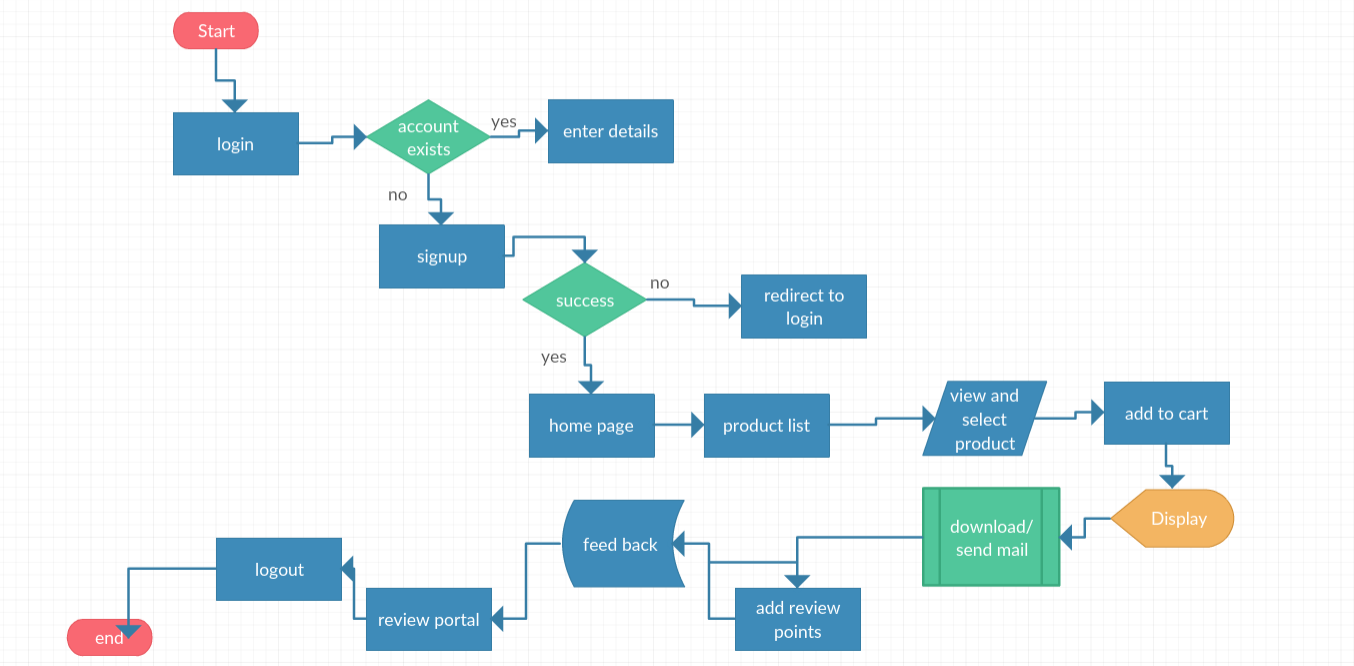 Start
login
account
exists
yes
enter details
no
signup
success
no
redirect to
login
yes
home page
product list
view and
select
product
add to cart
Display
download/
send mail
feed back
add review
points
review portal
logout
end